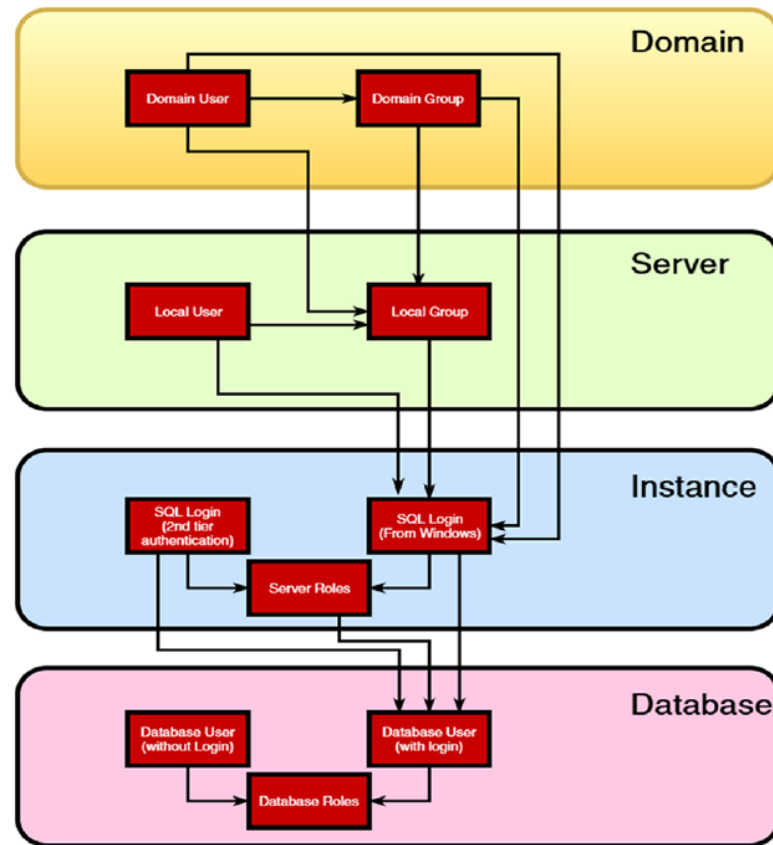 Domain
Domain User
Domain Group
Server
Local User
Local Group
Instance
SQL Login
(2nd tier
authentication)
SQL Login
(From Windows)
Server Roles
Database
Database User
(without Login)
Database User
(with login)
Database Roles